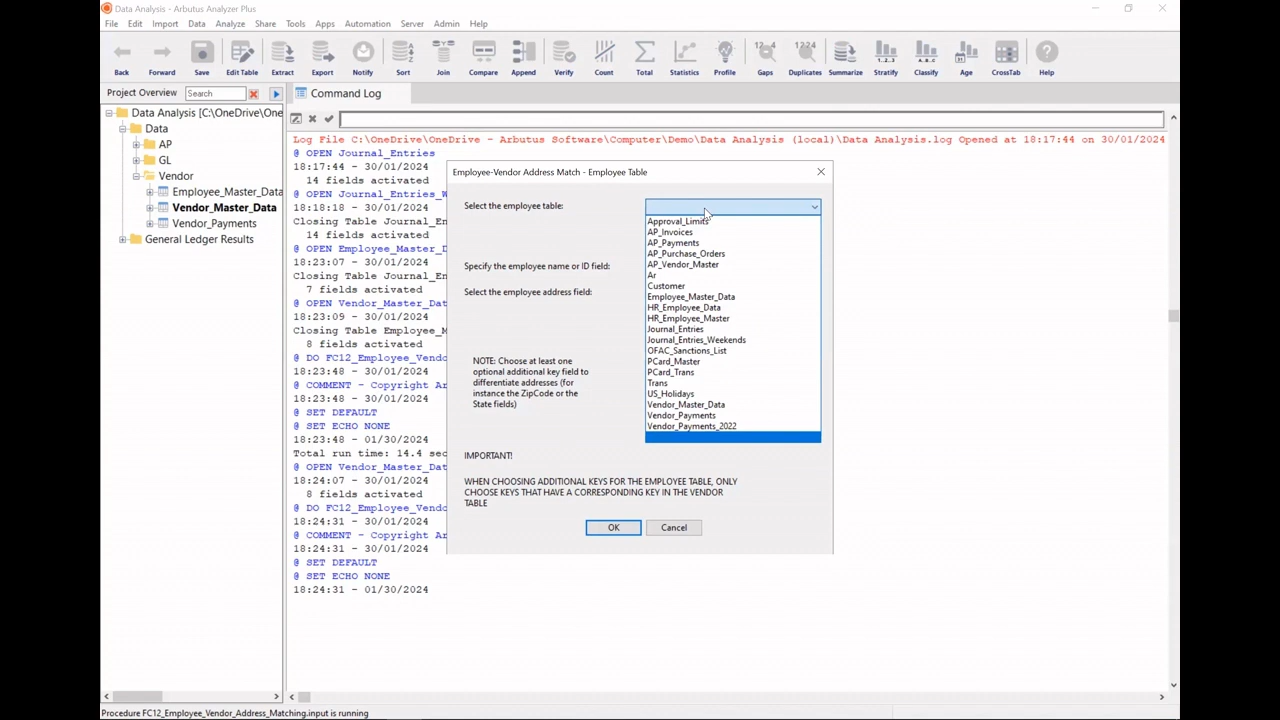 Data Analysis - Arbutus Analyzer Plus
File Edit Import Data Analyze Share Tools Apps Automation Server Admin Help
Back Forward Save Edit Table Extract Export Notify Sort Join Compare Append Verify Count Total Statistics Profile Gaps Duplicates Summarize Stratify Classify Age CrossTab Help
Project Overview Search
Command Log
Data Analysis [C:\OneDrive\One
Data
AP
GL
Vendor
Employee_Master_Data
Vendor_Master_Data
Vendor_Payments
General Ledger Results
Log File C:\OneDrive\OneDrive - Arbutus Software\Computer\Demo\Data Analysis (local)\Data Analysis.log Opened at 18:17:44 on 30/01/2024
@ OPEN Journal_Entries
18:17:44 - 30/01/2024
14 fields activated
@ OPEN Journal_Entries_W
18:18:18 - 30/01/2024
Closing Table Journal_En
14 fields activated
@ OPEN Employee_Master_D
18:23:07 - 30/01/2024
Closing Table Journal_En
7 fields activated
@ OPEN Vendor_Master_Dat
18:23:09 - 30/01/2024
Closing Table Employee_M
8 fields activated
@ DO FC12_Employee_Vendo
18:23:48 - 30/01/2024
@ COMMENT - Copyright Ar
18:23:48 - 30/01/2024
@ SET DEFAULT
@ SET ECHO NONE
18:23:48 - 01/30/2024
Total run time: 14.4 sec
@ OPEN Vendor_Master_Dat
18:24:07 - 30/01/2024
8 fields activated
@ DO FC12_Employee_Vendo
18:24:31 - 30/01/2024
@ COMMENT - Copyright Ar
18:24:31 - 30/01/2024
@ SET DEFAULT
@ SET ECHO NONE
18:24:31 - 01/30/2024
Employee-Vendor Address Match - Employee Table
Select the employee table:
Approval_Limits
AP_Invoices
AP_Payments
AP_Purchase_Orders
AP_Vendor_Master
Ar
Customer
Employee_Master_Data
HR_Employee_Data
HR_Employee_Master
Journal_Entries
Journal_Entries_Weekends
OFAC_Sanctions_List
PCard_Master
PCard_Trans
Trans
US_Holidays
Vendor_Master_Data
Vendor_Payments
Vendor_Payments_2022
Specify the employee name or ID field:
Select the employee address field:
NOTE: Choose at least one
optional additional key field to
differentiate addresses (for
instance the ZipCode or the
State fields)
IMPORTANT!
WHEN CHOOSING ADDITIONAL KEYS FOR THE EMPLOYEE TABLE, ONLY
CHOOSE KEYS THAT HAVE A CORRESPONDING KEY IN THE VENDOR
TABLE
OK Cancel
Procedure FC12_Employee_Vendor_Address_Matching.input is running